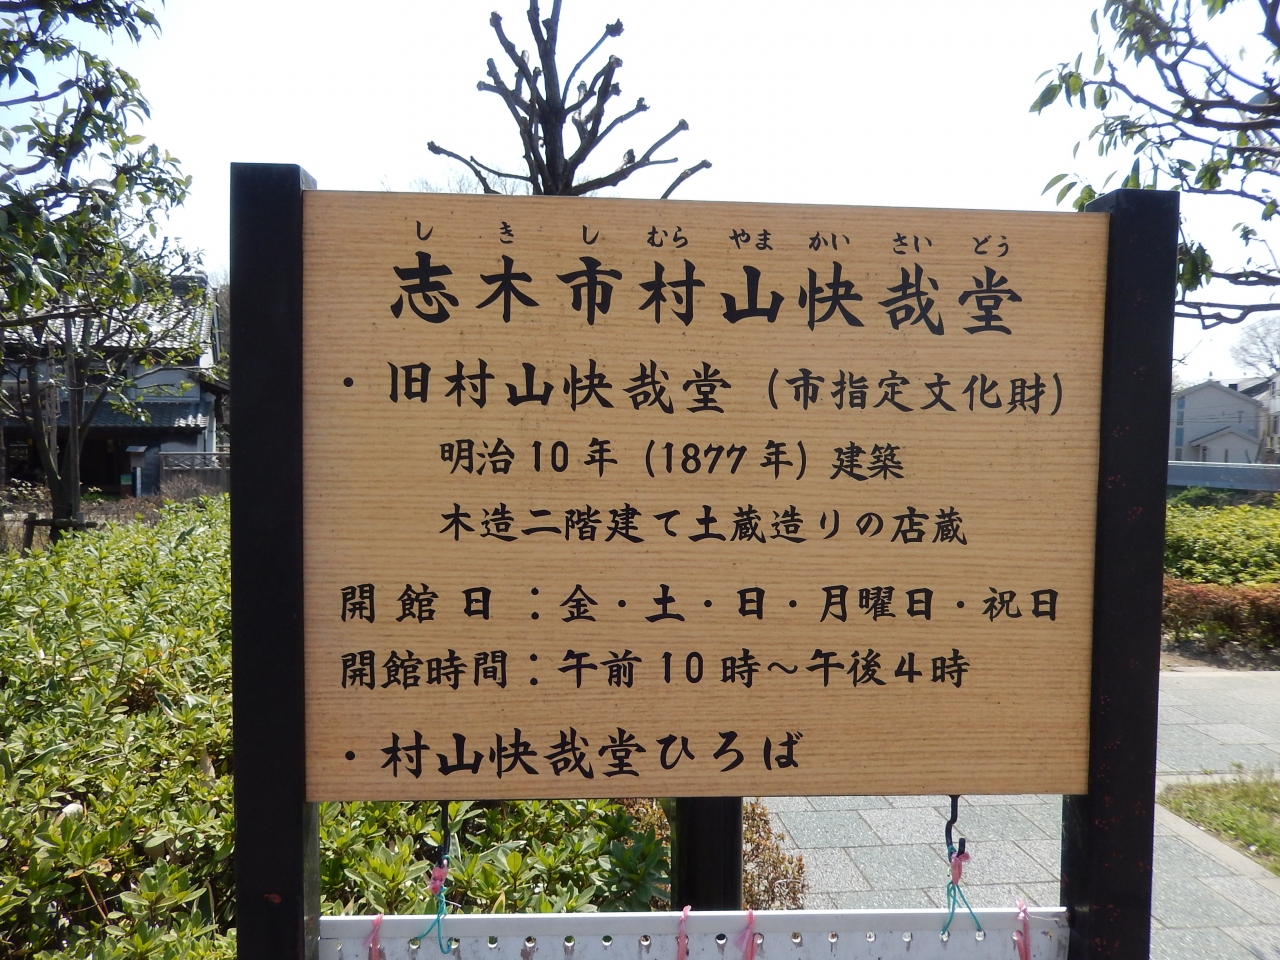 し き し むら やま かい さい どう
志木市村山快哉堂
・旧村山快哉堂（市指定文化財）
明治10年（1877年）建築
木造二階建て土蔵造りの店蔵
開館日：金・土・日・月曜日・祝日
開館時間：午前10時～午後4時
・村山快哉堂ひろば